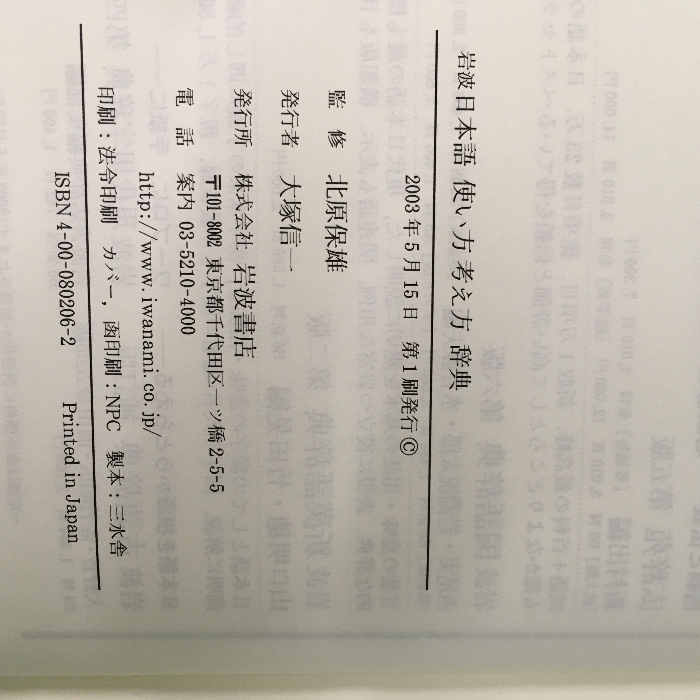 岩波日本語 使い方 考え方 辞典
2003年5月15日 第1刷発行©
監 修 北原保雄
発行者 大塚信一
発行所 株式会社 岩波書店
〒101-8002 東京都千代田区一ツ橋 2-5-5
電 話 案内 03-5210-4000
http://www.iwanami.co.jp/
印刷：法令印刷 カバー，函印刷：NPC 製本：三水舎
ISBN 4-00-080206-2 Printed in Japan